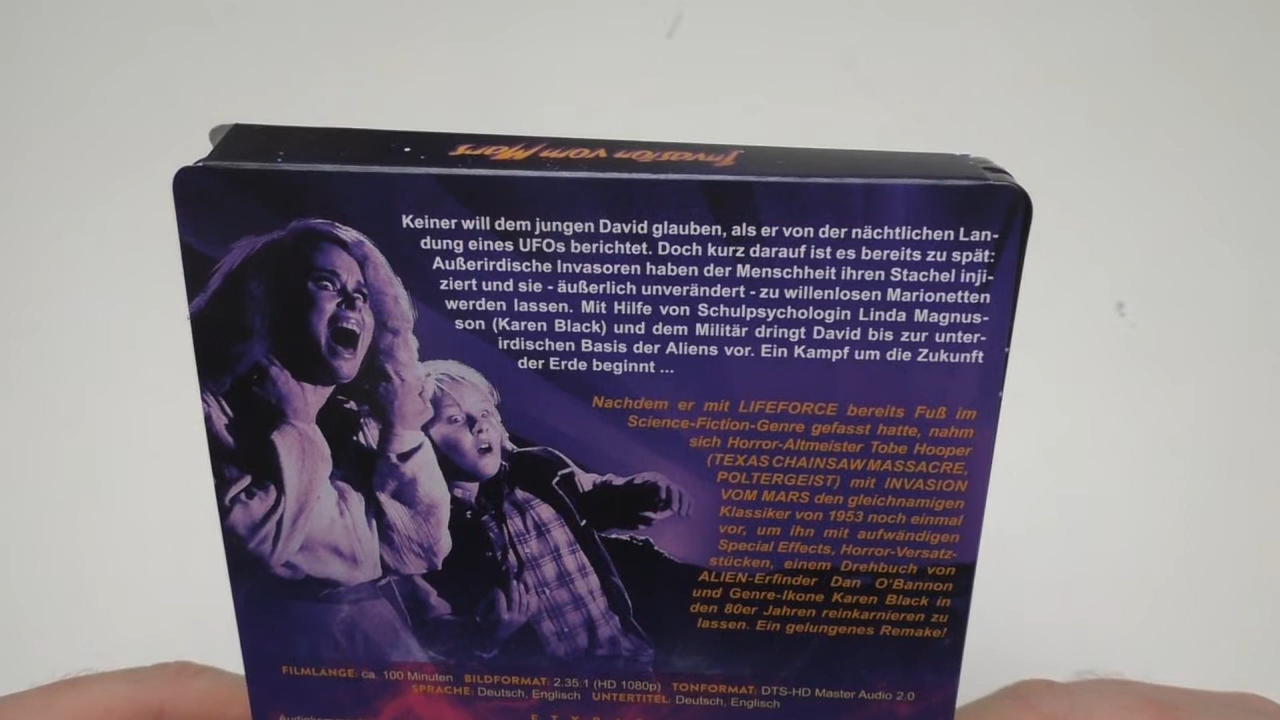 Invasion vom Mars
Keiner will dem jungen David glauben, als er von der nächtlichen Lan-
dung eines UFOs berichtet. Doch kurz darauf ist es bereits zu spät:
Außerirdische Invasoren haben der Menschheit ihren Stachel inji-
ziert und sie - äußerlich unverändert - zu willenlosen Marionetten
werden lassen. Mit Hilfe von Schulpsychologin Linda Magnus-
son (Karen Black) und dem Militär dringt David bis zur unter-
irdischen Basis der Aliens vor. Ein Kampf um die Zukunft
der Erde beginnt ...
Nachdem er mit LIFEFORCE bereits Fuß im
Science-Fiction-Genre gefasst hatte, nahm
sich Horror-Altmeister Tobe Hooper
(TEXAS CHAINSAW MASSACRE,
POLTERGEIST) mit INVASION
VOM MARS den gleichnamigen
Klassiker von 1953 noch einmal
vor, um ihn mit aufwändigen
Special Effects, Horror-Versatz-
stücken, einem Drehbuch von
ALIEN-Erfinder Dan O'Bannon
und Genre-Ikone Karen Black in
den 80er Jahren reinkarnieren zu
lassen. Ein gelungenes Remake!
FILMLÄNGE: ca. 100 Minuten BILDFORMAT: 2.35:1 (HD 1080p) TONFORMAT: DTS-HD Master Audio 2.0
SPRACHE: Deutsch, Englisch UNTERTITEL: Deutsch, Englisch